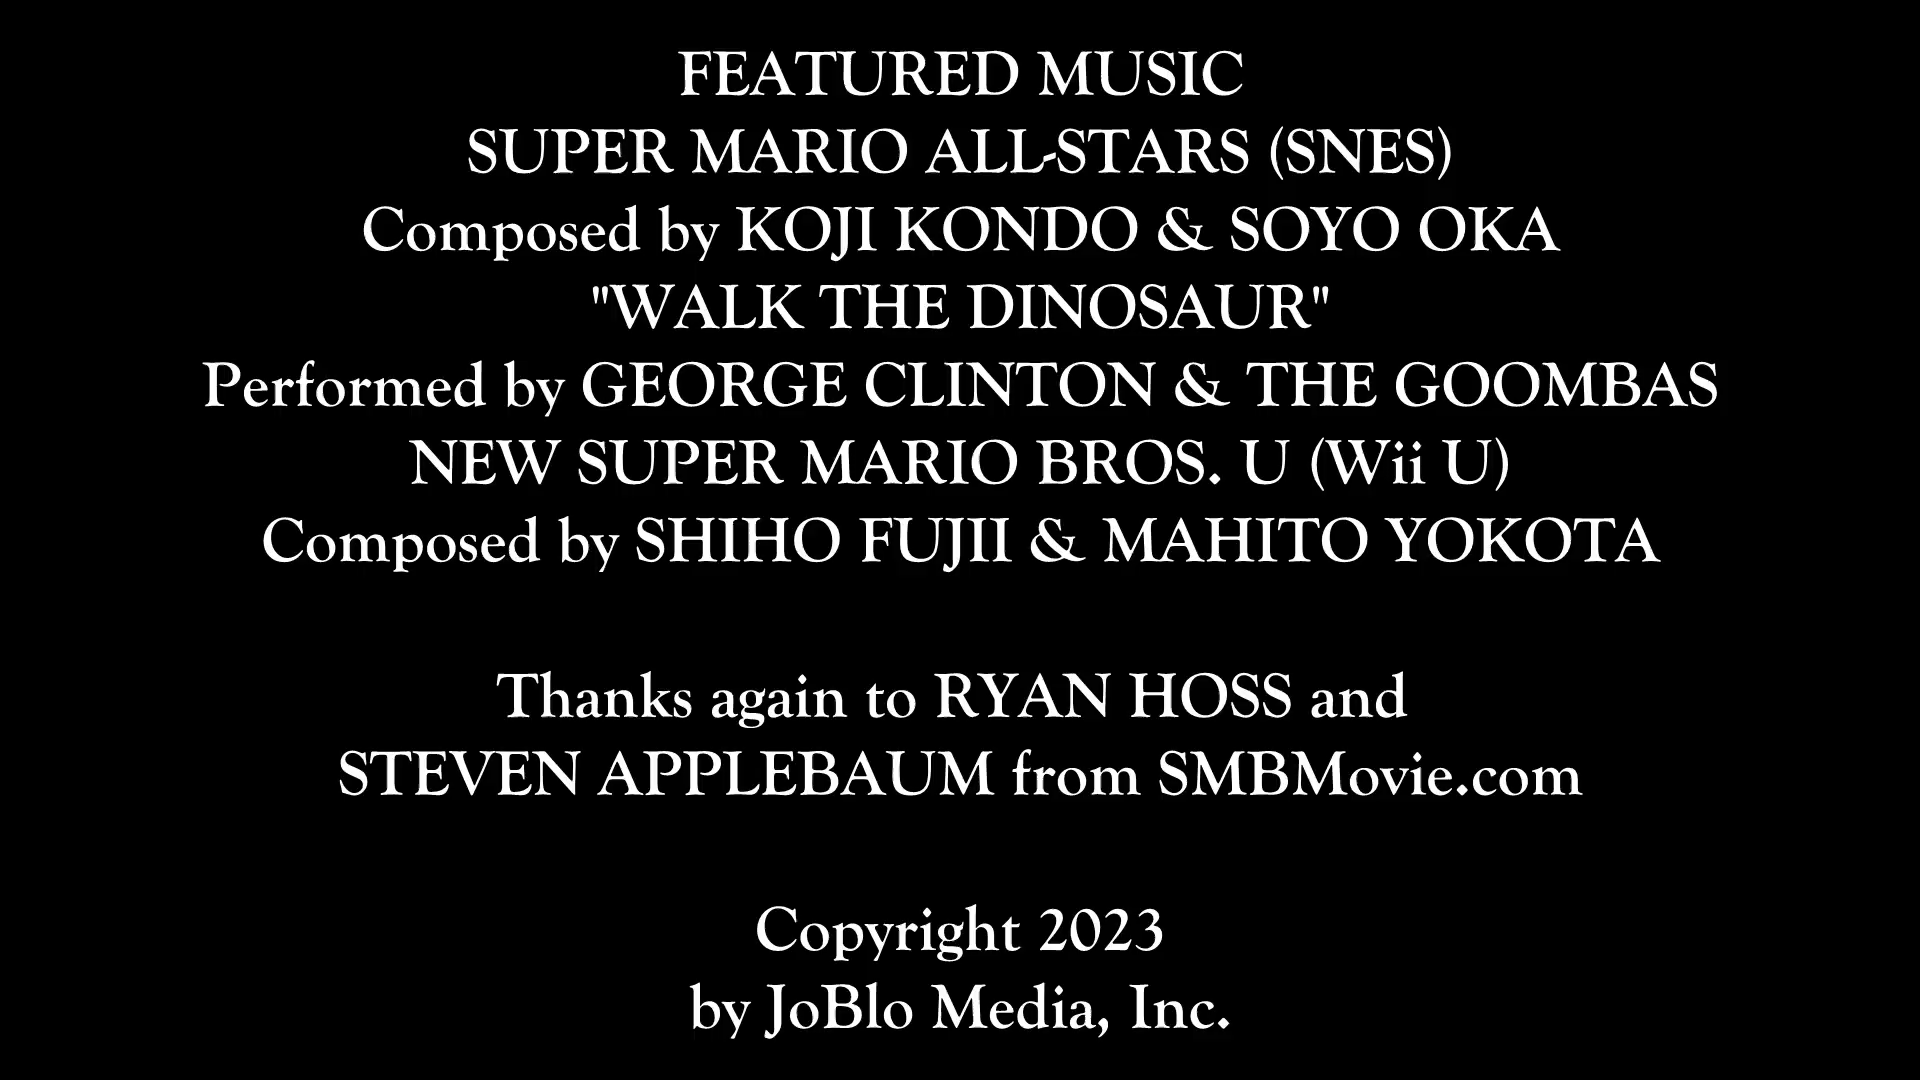 FEATURED MUSIC
SUPER MARIO ALL-STARS (SNES)
Composed by KOJI KONDO & SOYO OKA
"WALK THE DINOSAUR"
Performed by GEORGE CLINTON & THE GOOMBAS
NEW SUPER MARIO BROS. U (Wii U)
Composed by SHIHO FUJII & MAHITO YOKOTA
Thanks again to RYAN HOSS and
STEVEN APPLEBAUM from SMBMovie.com
Copyright 2023
by JoBlo Media, Inc.